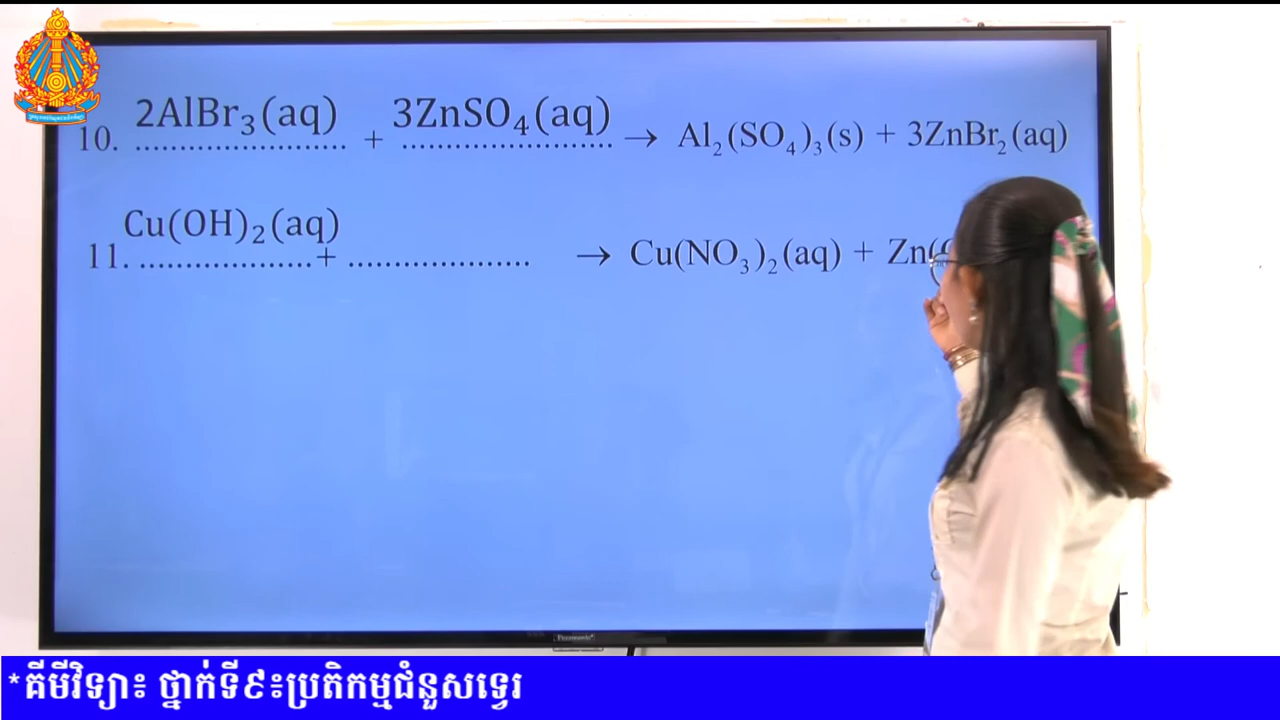 2AlBr₃(aq) 3ZnSO₄(aq)
10. ....................... + ....................... → Al₂(SO₄)₃(s) + 3ZnBr₂(aq)
Cu(OH)₂(aq)
11. ...................+ .................... → Cu(NO₃)₂(aq) + Zn(
Panasonic
*គីមីវិទ្យា៖ ថ្នាក់ទី៩៖ប្រតិកម្មជំនួសទ្វេរ